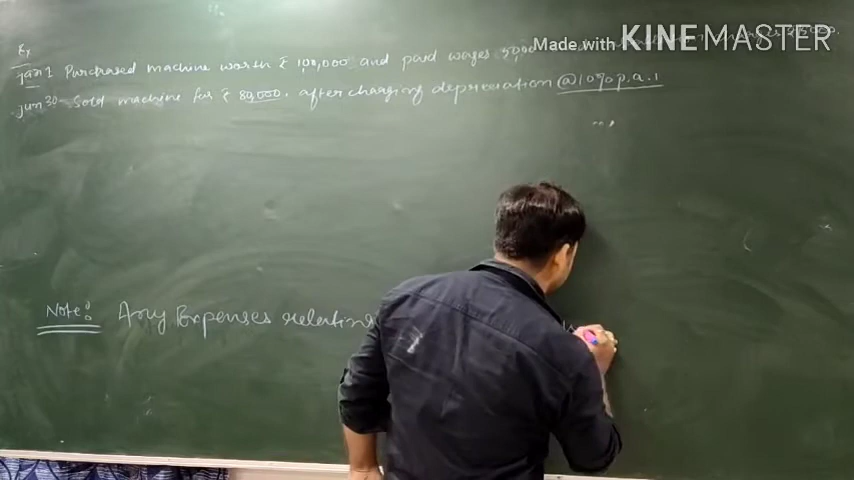 Ex
Jan 1 Purchased machine worth ₹ 1,00,000 and paid wages
Jun 30 Sold machine for ₹ 80,000. after charging depreciation @10% p.a.1
Made with KINEMASTER
Note:
Any Expenses relating